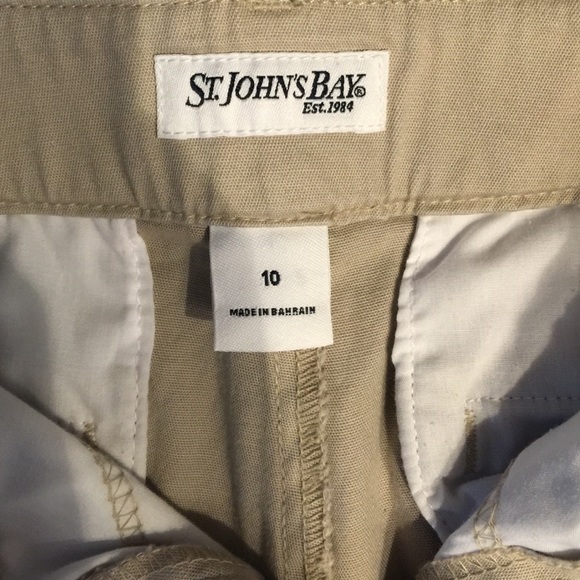 ST. JOHN'S BAY®
Est. 1984
10
MADE IN BAHRAIN